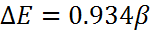 Δ𝐸 = 0.934𝛽